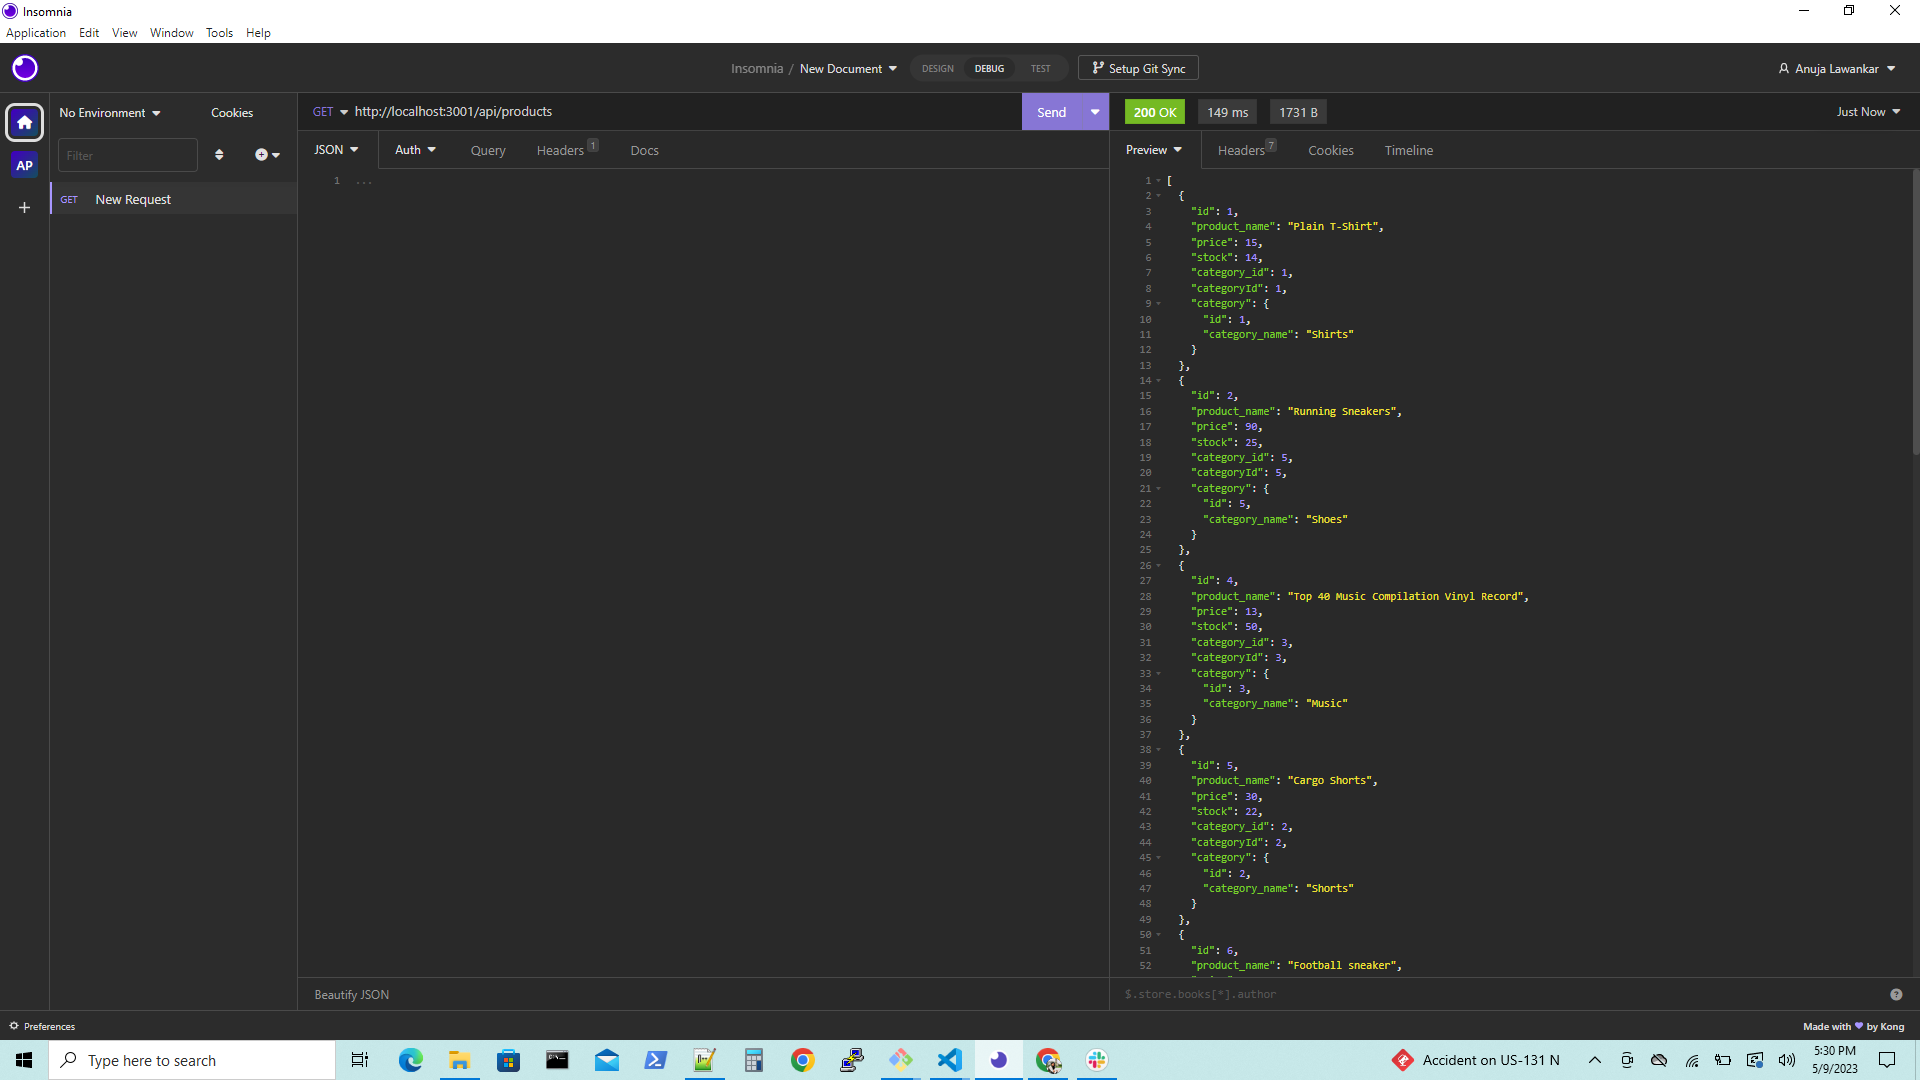 Insomnia
Application Edit View Window Tools Help
Insomnia / New Document DESIGN DEBUG TEST Setup Git Sync Anuja Lawankar
No Environment Cookies
GET http://localhost:3001/api/products Send
200 OK 149 ms 1731 B Just Now
Filter
AP
GET New Request
JSON Auth Query Headers 1 Docs
1 ...
Preview Headers 7 Cookies Timeline
1 [
2 {
3 "id": 1,
4 "product_name": "Plain T-Shirt",
5 "price": 15,
6 "stock": 14,
7 "category_id": 1,
8 "categoryId": 1,
9 "category": {
10 "id": 1,
11 "category_name": "Shirts"
12 }
13 },
14 {
15 "id": 2,
16 "product_name": "Running Sneakers",
17 "price": 90,
18 "stock": 25,
19 "category_id": 5,
20 "categoryId": 5,
21 "category": {
22 "id": 5,
23 "category_name": "Shoes"
24 }
25 },
26 {
27 "id": 4,
28 "product_name": "Top 40 Music Compilation Vinyl Record",
29 "price": 13,
30 "stock": 50,
31 "category_id": 3,
32 "categoryId": 3,
33 "category": {
34 "id": 3,
35 "category_name": "Music"
36 }
37 },
38 {
39 "id": 5,
40 "product_name": "Cargo Shorts",
41 "price": 30,
42 "stock": 22,
43 "category_id": 2,
44 "categoryId": 2,
45 "category": {
46 "id": 2,
47 "category_name": "Shorts"
48 }
49 },
50 {
51 "id": 6,
52 "product_name": "Football sneaker",
Beautify JSON
$.store.books[*].author
Preferences
Made with by Kong
Type here to search
Accident on US-131 N
5:30 PM
5/9/2023